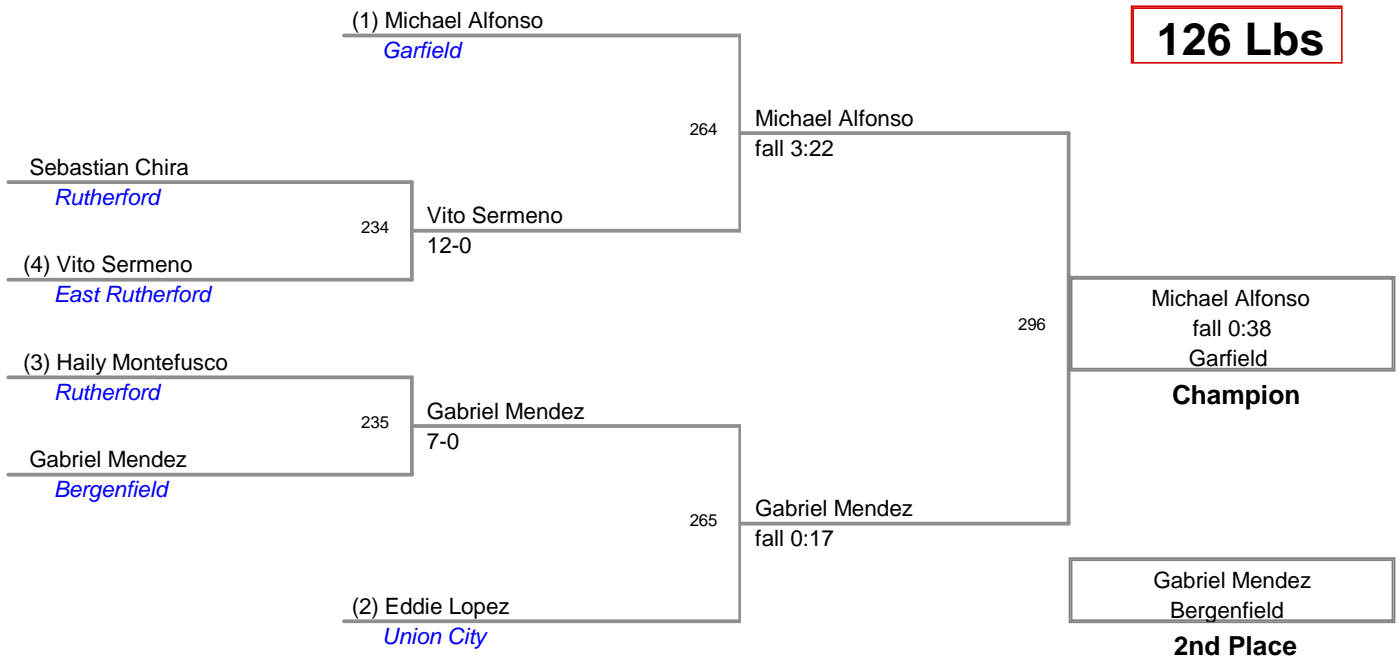 (1) Michael Alfonso
Garfield
126 Lbs
264
Michael Alfonso
fall 3:22
Sebastian Chira
Rutherford
234
Vito Sermeno
12-0
(4) Vito Sermeno
East Rutherford
296
Michael Alfonso
fall 0:38
Garfield
Champion
(3) Haily Montefusco
Rutherford
235
Gabriel Mendez
7-0
Gabriel Mendez
Bergenfield
265
Gabriel Mendez
fall 0:17
(2) Eddie Lopez
Union City
Gabriel Mendez
Bergenfield
2nd Place